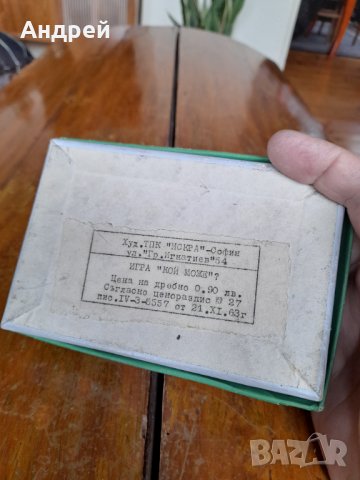 Андрей
Худ.ТПК "ИСКРА"-София
ул."Гр.Игнатиев"54
ИГРА "КОЙ МОЖЕ"?
Цена на дребно 0.90 лв.
Съгласно ценоразпис № 27
пис.IV-3-5557 от 21.XI.63г
BAZAR